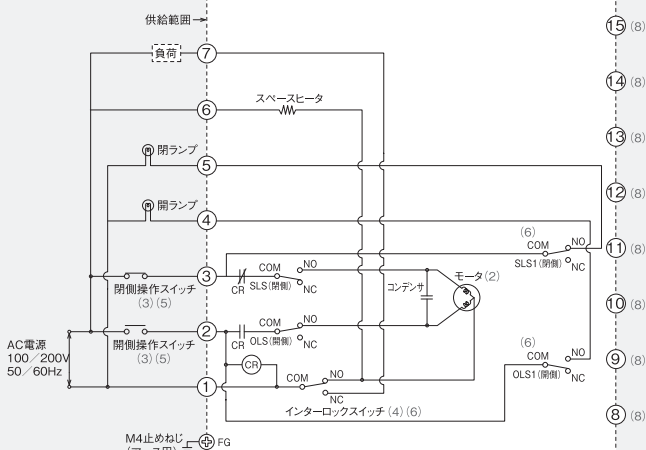 供給範囲
負荷
7
6
スペースヒータ
閉ランプ
5
開ランプ
4
3
閉側操作スイッチ
(3)(5)
CR
COM
NO
NC
SLS(閉側)
コンデンサ
モータ(2)
(6)
COM
NO
NC
SLS1(閉側)
2
開側操作スイッチ
(3)(5)
CR
COM
NO
NC
OLS(開側)
CR
(6)
COM
NO
NC
OLS1(開側)
AC電源
100/200V
50/60Hz
1
COM
NO
NC
インターロックスイッチ(4)(6)
M4止めねじ
FG
(アース用)
15 (8)
14 (8)
13 (8)
12 (8)
11 (8)
10 (8)
9 (8)
8 (8)